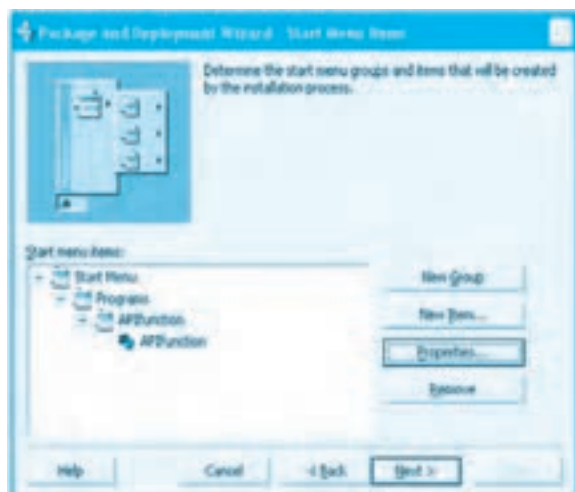 Package and Deployment Wizard - Start Menu Items
Determine the start menu groups and items that will be created
by the installation process.
Start menu items:
Start Menu
Programs
APIfunction
APIfunction
New Group
New Item...
Properties...
Remove
Help
Cancel
< Back
Next >